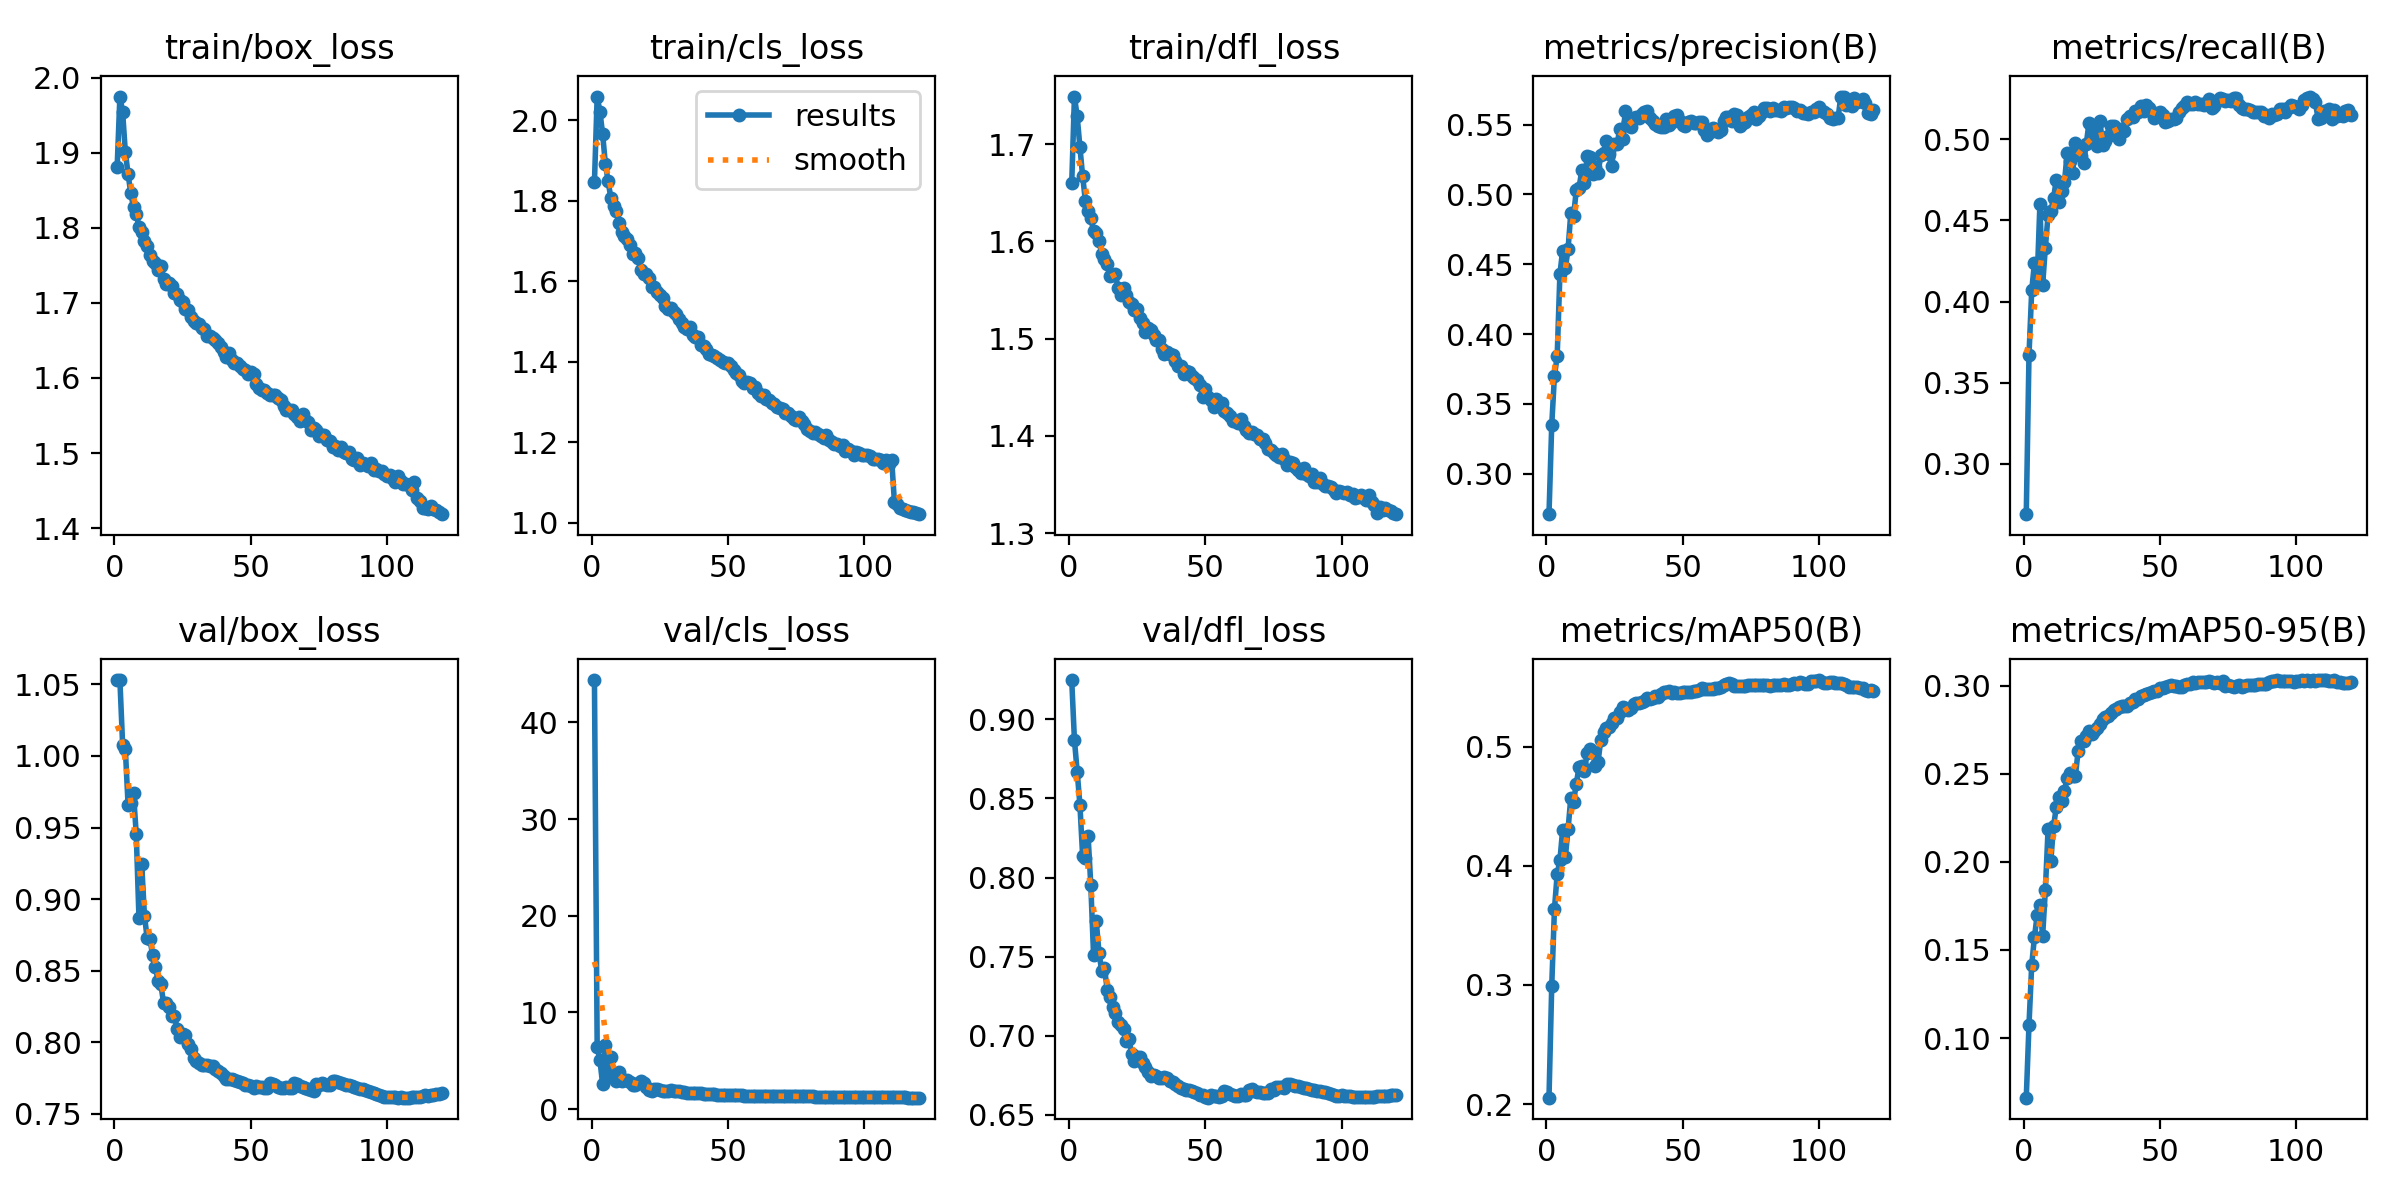 train/box_loss
2.0
1.9
1.8
1.7
1.6
1.5
1.4
0 50 100
train/cls_loss
results
smooth
2.0
1.8
1.6
1.4
1.2
1.0
0 50 100
train/dfl_loss
1.7
1.6
1.5
1.4
1.3
0 50 100
metrics/precision(B)
0.55
0.50
0.45
0.40
0.35
0.30
0 50 100
metrics/recall(B)
0.50
0.45
0.40
0.35
0.30
0 50 100
val/box_loss
1.05
1.00
0.95
0.90
0.85
0.80
0.75
0 50 100
val/cls_loss
40
30
20
10
0
0 50 100
val/dfl_loss
0.90
0.85
0.80
0.75
0.70
0.65
0 50 100
metrics/mAP50(B)
0.5
0.4
0.3
0.2
0 50 100
metrics/mAP50-95(B)
0.30
0.25
0.20
0.15
0.10
0 50 100